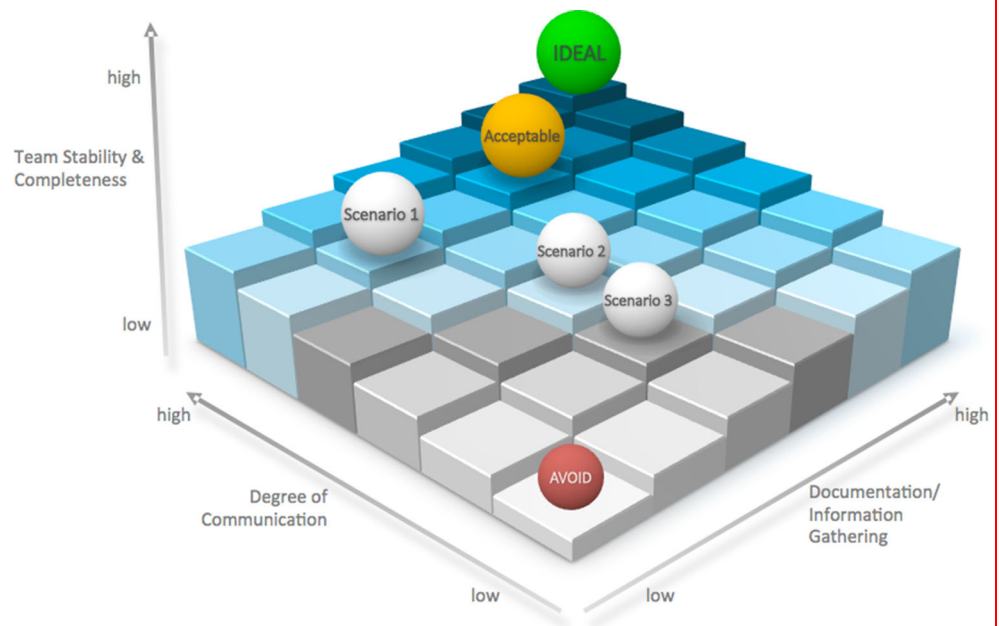 IDEAL
high
Acceptable
Team Stability &
Completeness
Scenario 1
Scenario 2
Scenario 3
low
high
high
AVOID
Degree of
Communication
Documentation/
Information
Gathering
low
low